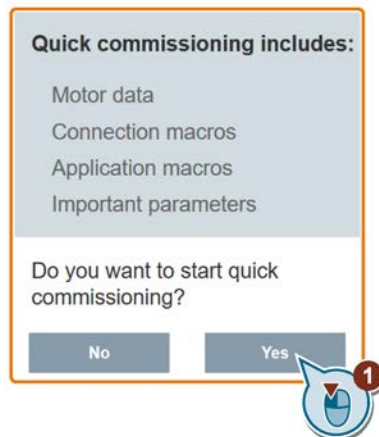 Quick commissioning includes:
Motor data
Connection macros
Application macros
Important parameters
Do you want to start quick
commissioning?
No
Yes
1